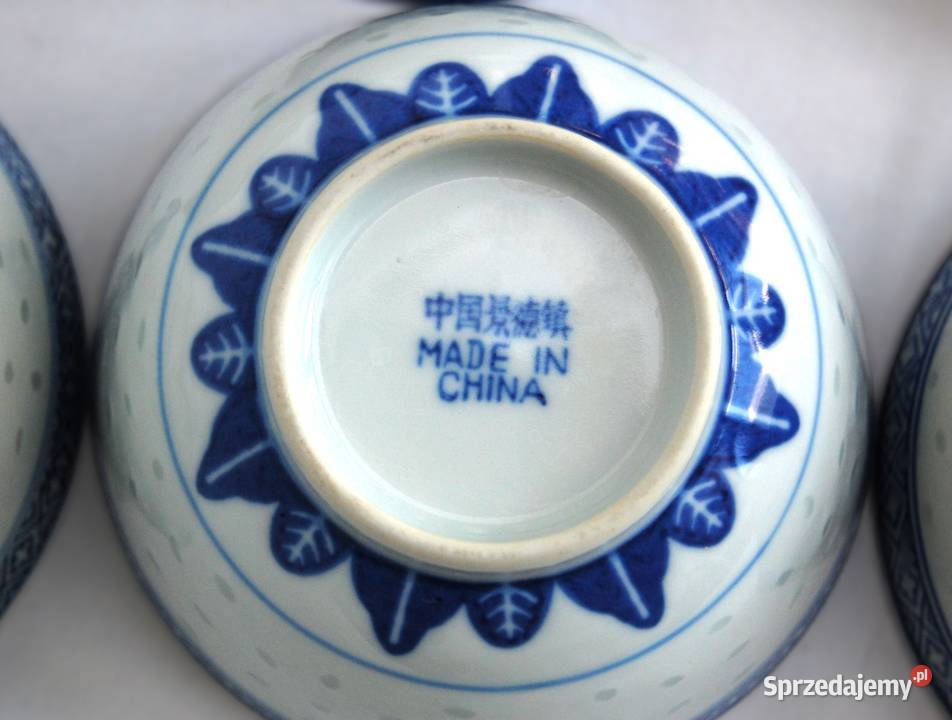 中国景德镇
MADE IN
CHINA
Sprzedajemy.pl